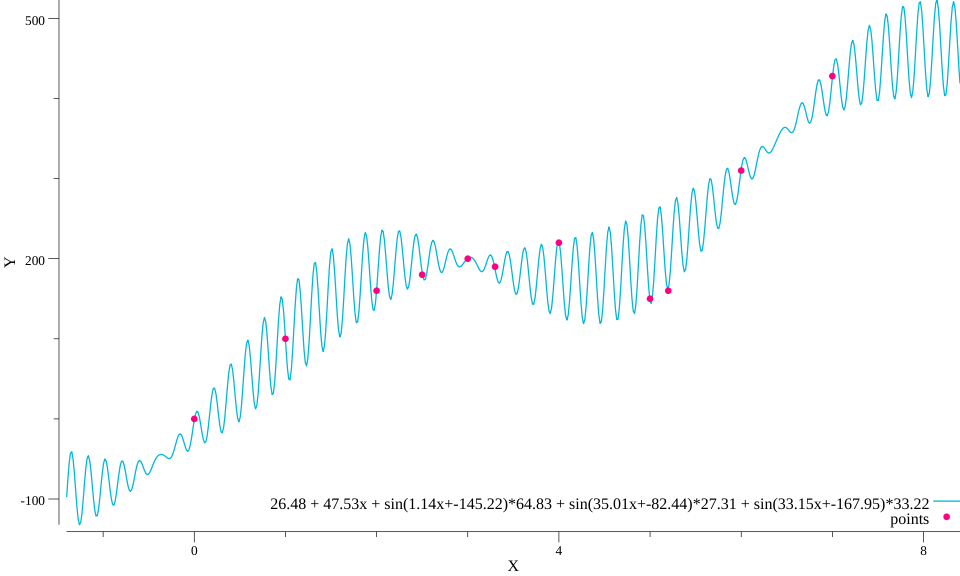 500
Y
200
-100
26.48 + 47.53x + sin(1.14x+-145.22)*64.83 + sin(35.01x+-82.44)*27.31 + sin(33.15x+-167.95)*33.22
points
0 4 8
X